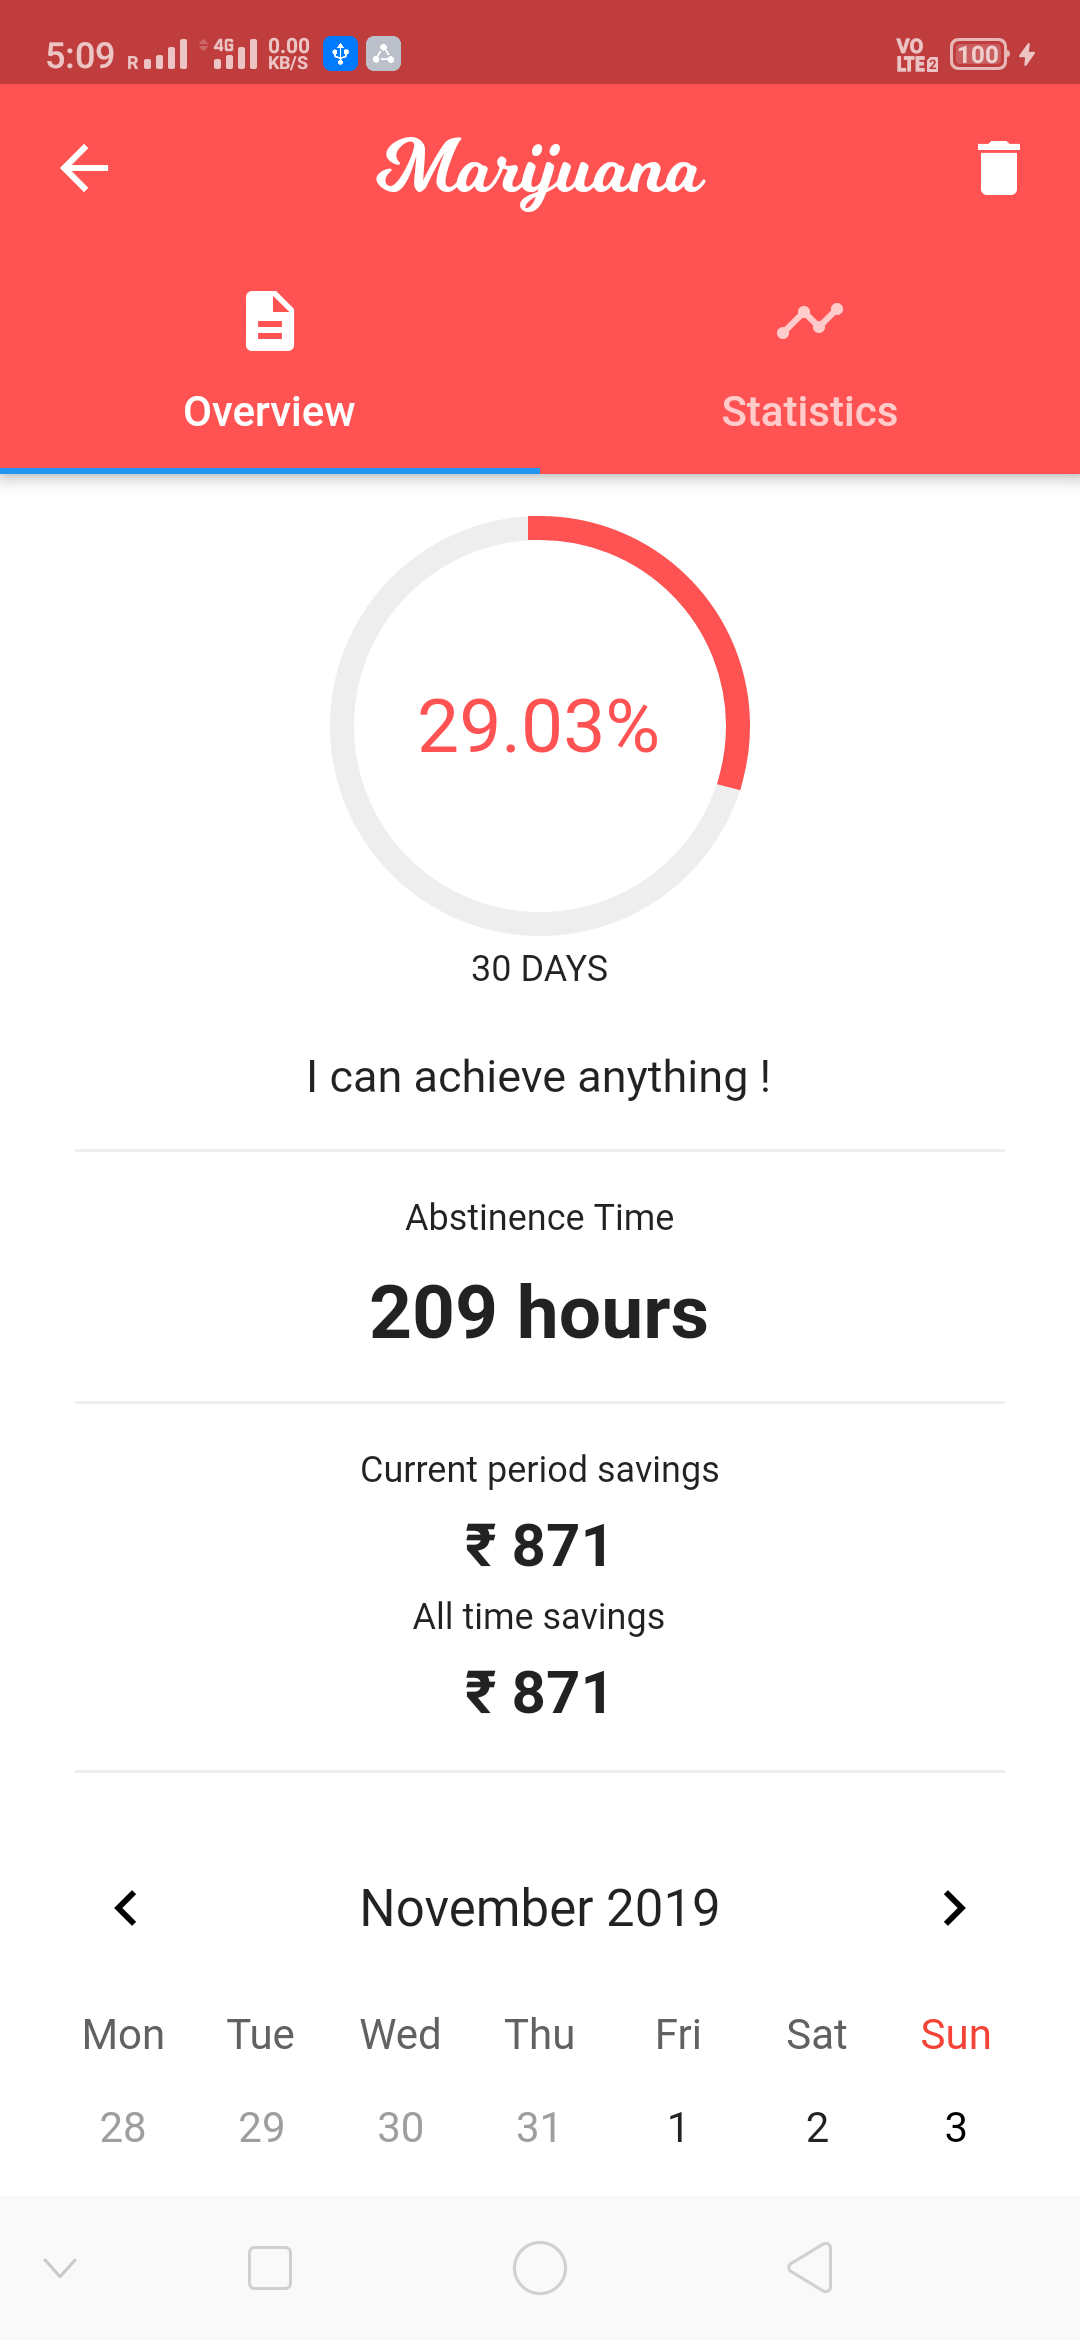 5:09 R 4G 0.00 KB/S VO LTE 2 100
Marijuana
Overview Statistics
29.03%
30 DAYS
I can achieve anything !
Abstinence Time
209 hours
Current period savings
₹ 871
All time savings
₹ 871
November 2019
Mon Tue Wed Thu Fri Sat Sun
28 29 30 31 1 2 3